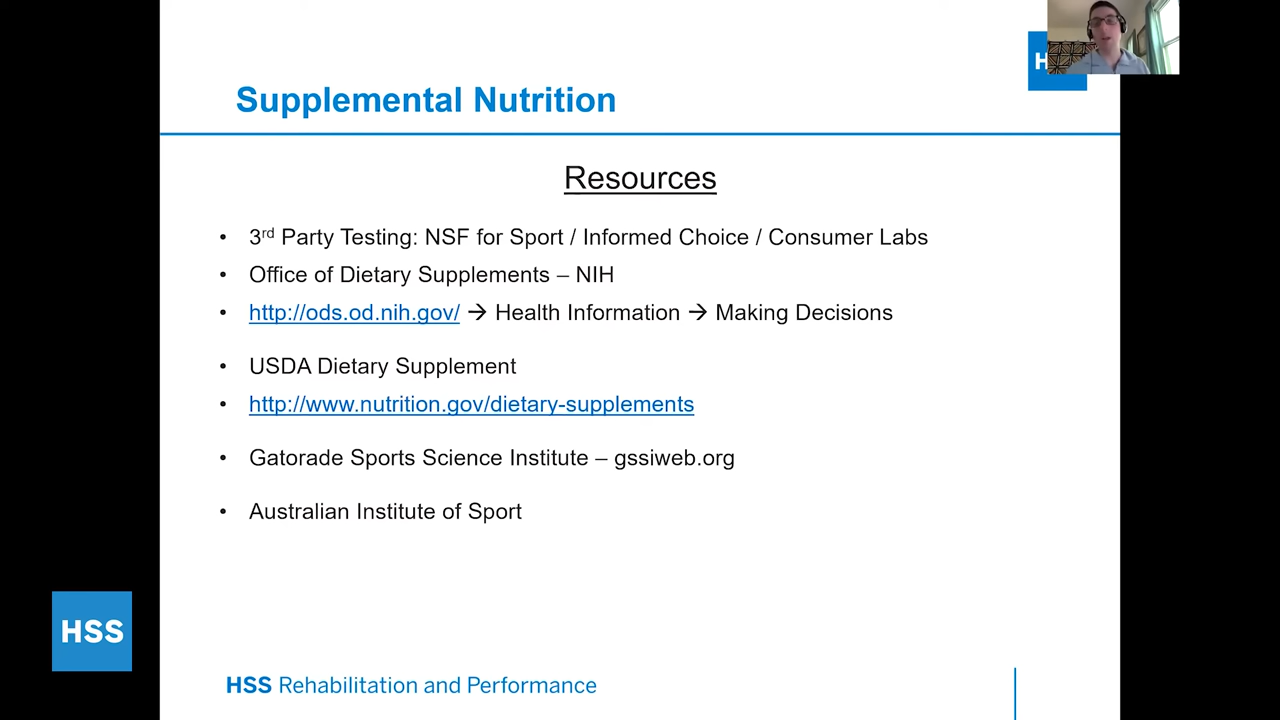 H
Supplemental Nutrition
Resources
• 3rd Party Testing: NSF for Sport / Informed Choice / Consumer Labs
• Office of Dietary Supplements – NIH
• http://ods.od.nih.gov/ → Health Information → Making Decisions
• USDA Dietary Supplement
• http://www.nutrition.gov/dietary-supplements
• Gatorade Sports Science Institute – gssiweb.org
• Australian Institute of Sport
HSS
HSS Rehabilitation and Performance